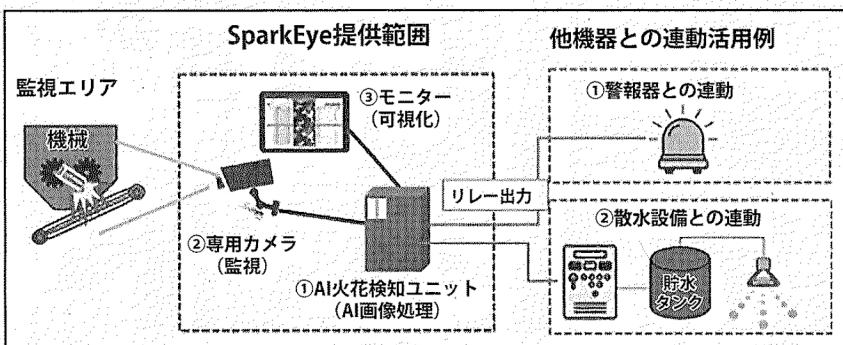 SparkEye提供範囲
他機器との連動活用例
監視エリア
機械
③モニター
(可視化)
②専用カメラ
(監視)
①AI火花検知ユニット
(AI画像処理)
リレー出力
①警報器との連動
②散水設備との連動
貯水
タンク